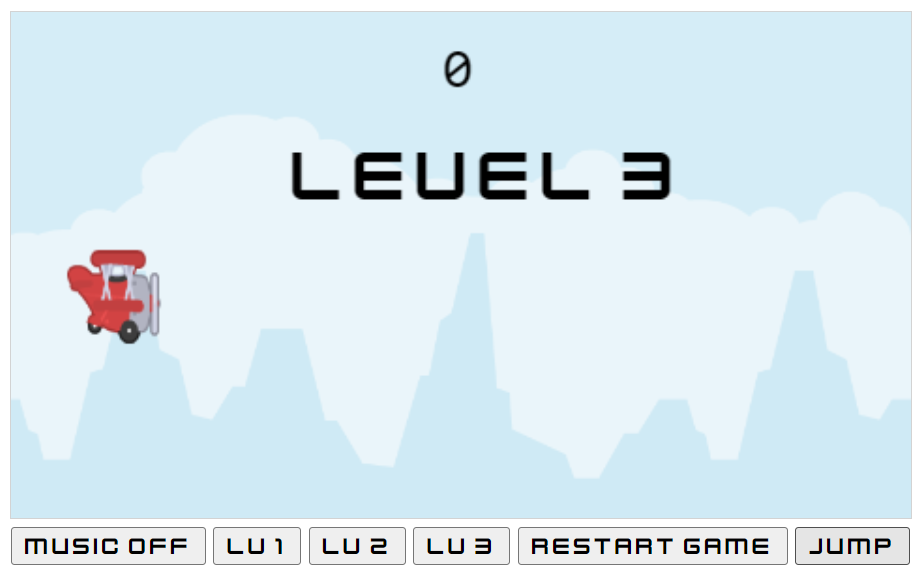 0
LEVEL 3
MUSIC OFF
LV 1
LV 2
LV 3
RESTART GAME
JUMP